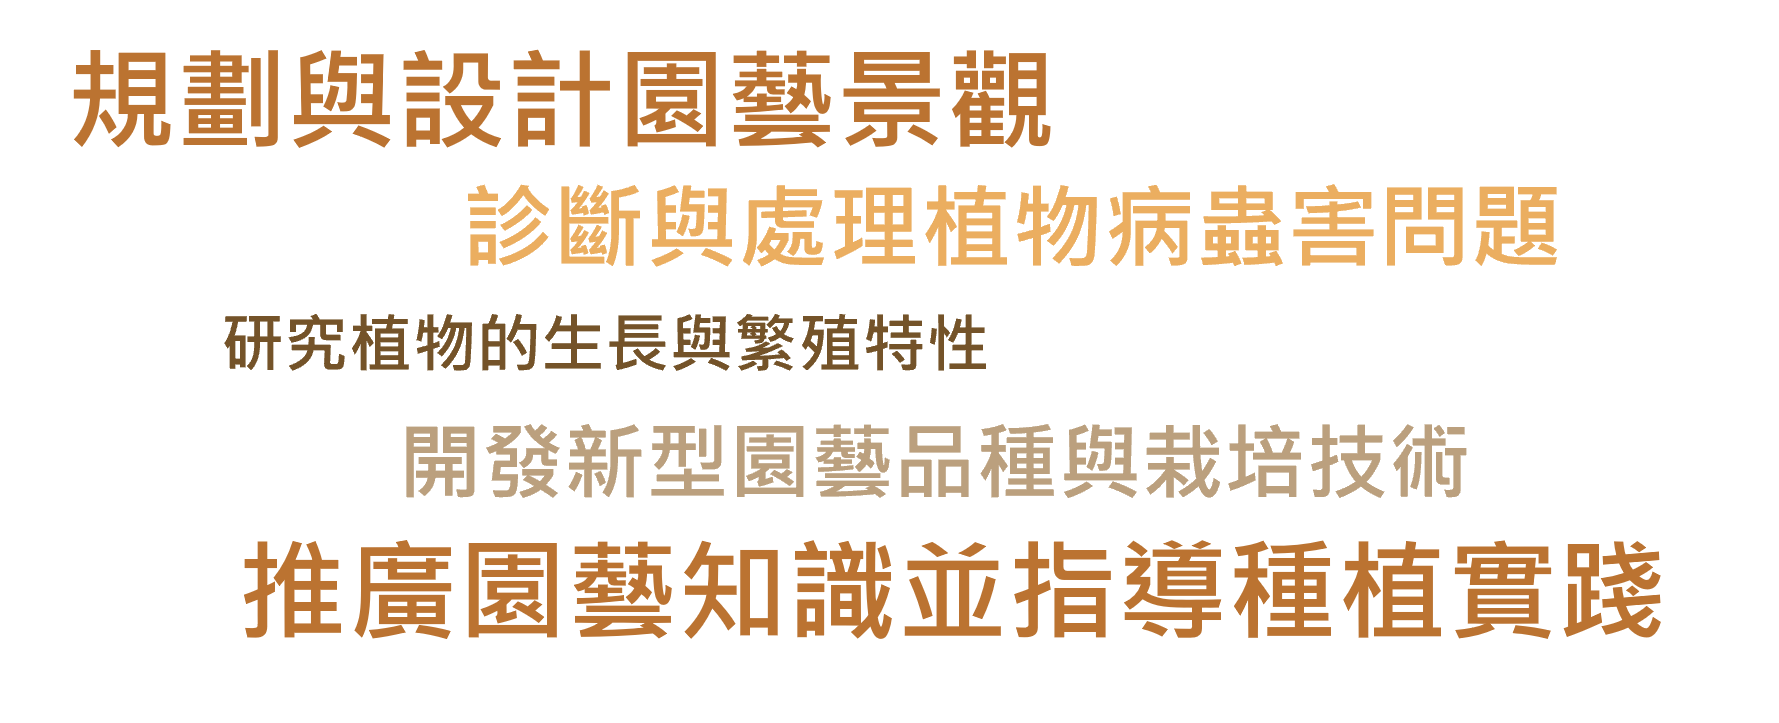 規劃與設計園藝景觀
診斷與處理植物病蟲害問題
研究植物的生長與繁殖特性
開發新型園藝品種與栽培技術
推廣園藝知識並指導種植實踐